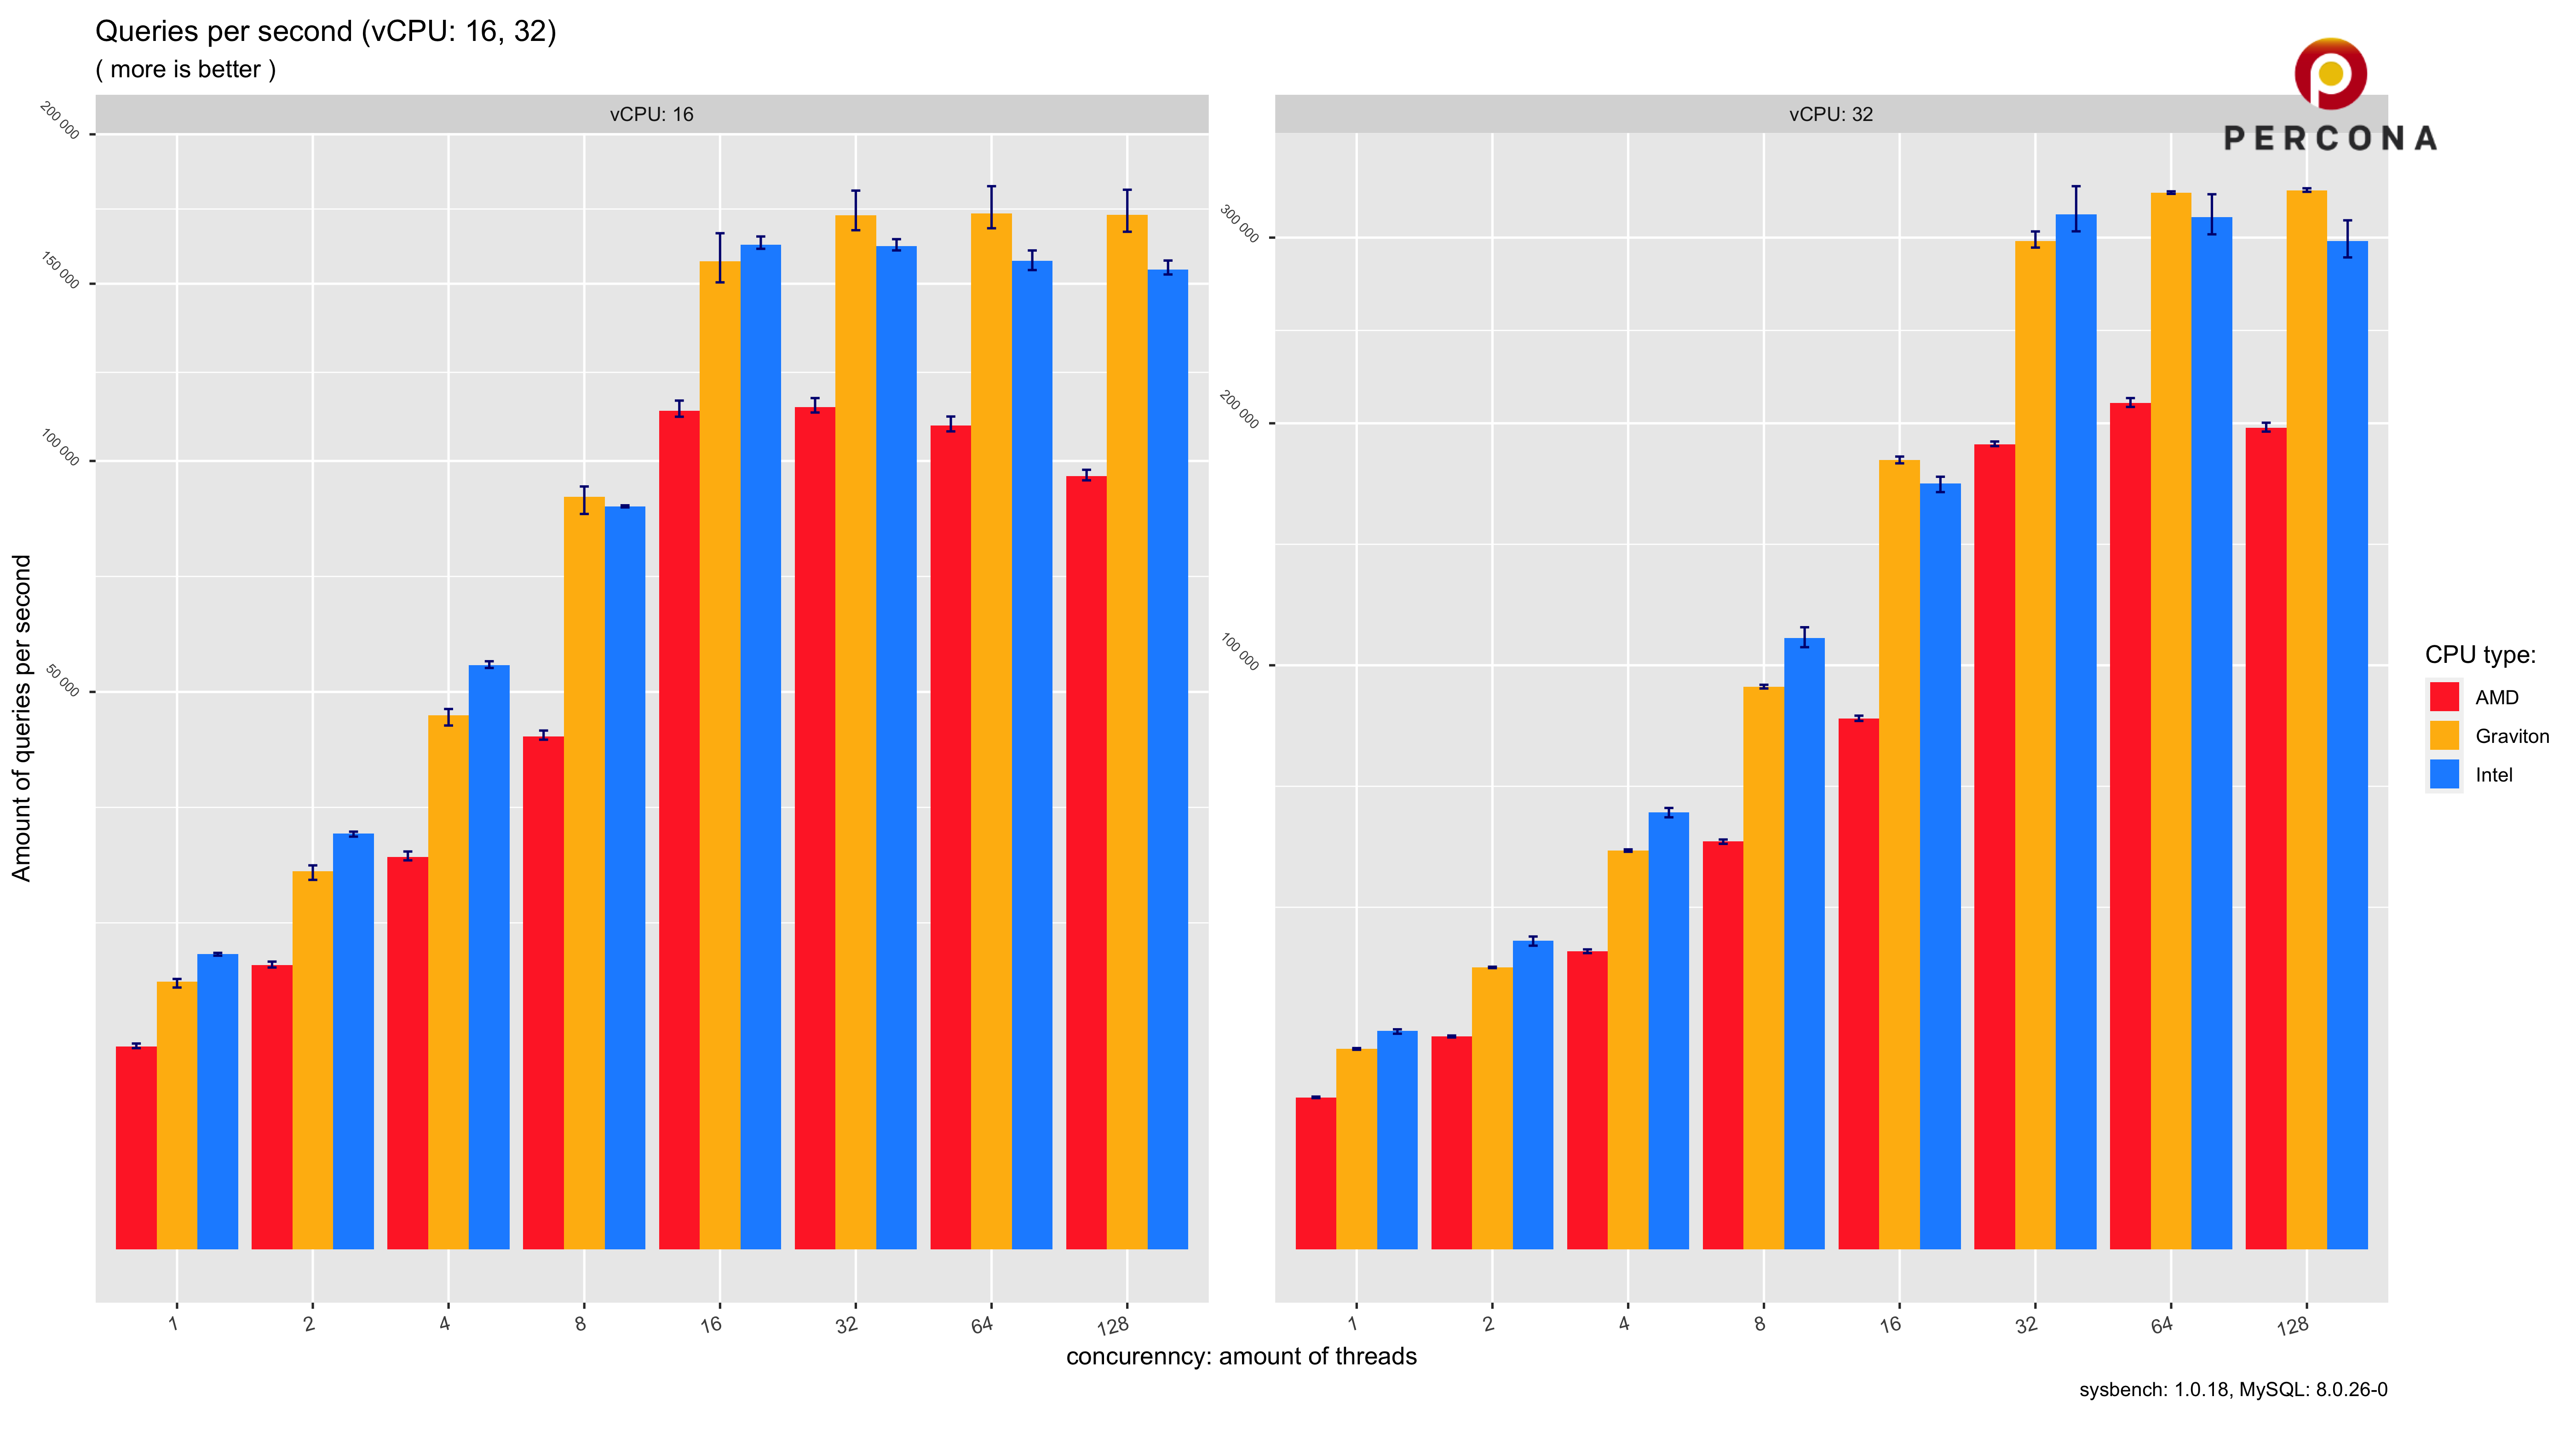 Queries per second (vCPU: 16, 32)
( more is better )
PERCONA
vCPU: 16
vCPU: 32
200 000
150 000
100 000
50 000
300 000
200 000
100 000
Amount of queries per second
CPU type:
AMD
Graviton
Intel
1 2 4 8 16 32 64 128
1 2 4 8 16 32 64 128
concurenncy: amount of threads
sysbench: 1.0.18, MySQL: 8.0.26-0